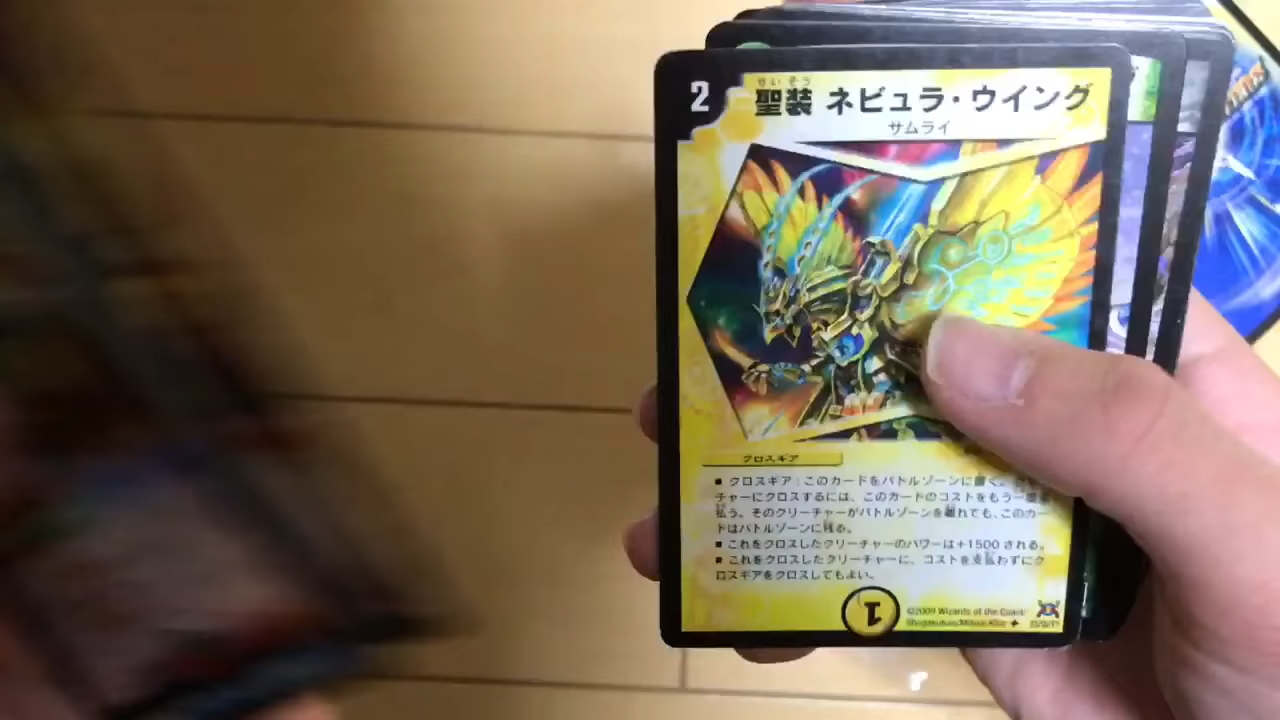 2
せいそう
聖装 ネビュラ・ウイング
サムライ
クロスギア
■ クロスギア：このカードをバトルゾーンに置く。
チャーにクロスするには、このカードのコストをもう一度
払う。そのクリーチャーがバトルゾーンを離れても、このカー
ドはバトルゾーンに残る。
■ これをクロスしたクリーチャーのパワーは+1500 される。
■ これをクロスしたクリーチャーに、コストを支払わずにク
ロスギアをクロスしてもよい。
1
©2009 Wizards of the Coast/
Shogakukan/Mitsui-Kids